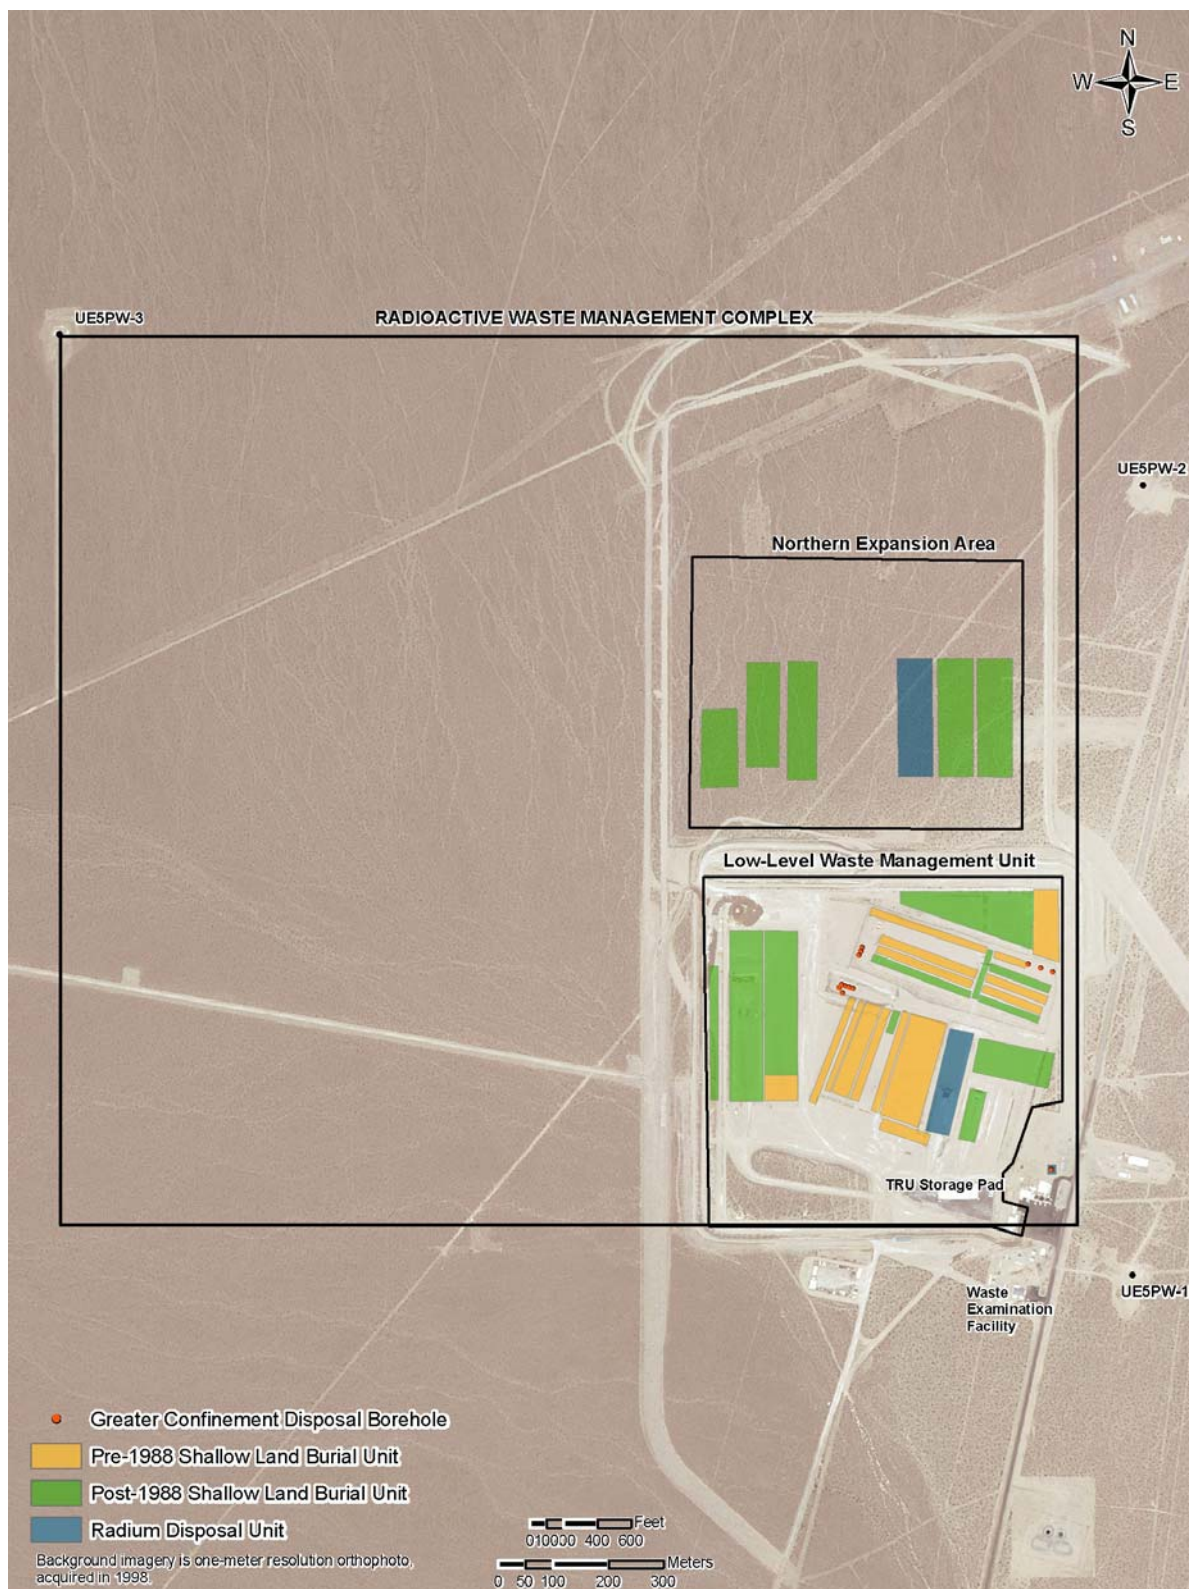 N
W E
S
UE5PW-3
RADIOACTIVE WASTE MANAGEMENT COMPLEX
UE5PW-2
Northern Expansion Area
Low-Level Waste Management Unit
TRU Storage Pad
UE5PW-1
Waste
Examination
Facility
Greater Confinement Disposal Borehole
Pre-1988 Shallow Land Burial Unit
Post-1988 Shallow Land Burial Unit
Radium Disposal Unit
Background imagery is one-meter resolution orthophoto,
acquired in 1998.
Feet
400 600
Meters
0 50 100 200 300